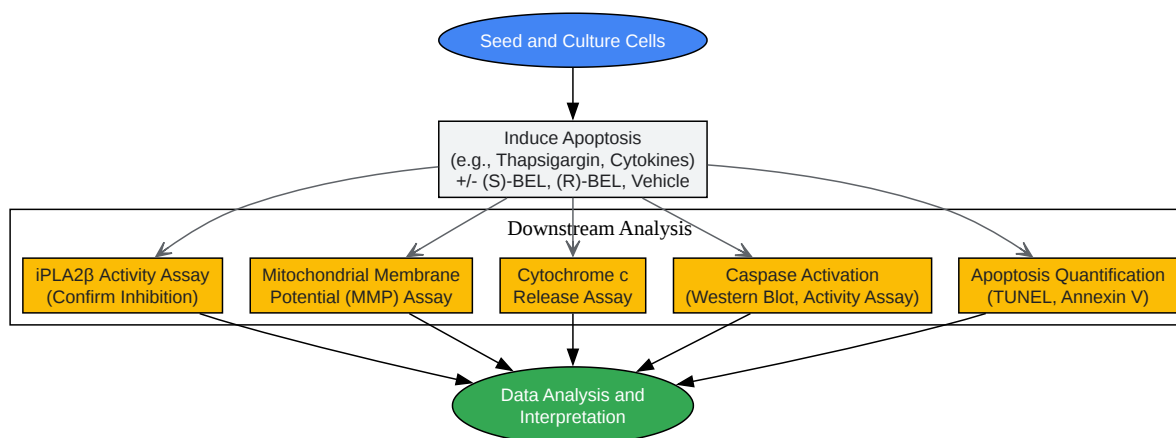 Seed and Culture Cells
Induce Apoptosis
(e.g., Thapsigargin, Cytokines)
+/- (S)-BEL, (R)-BEL, Vehicle
Downstream Analysis
iPLA2β Activity Assay
(Confirm Inhibition)
Mitochondrial Membrane
Potential (MMP) Assay
Cytochrome c
Release Assay
Caspase Activation
(Western Blot, Activity Assay)
Apoptosis Quantification
(TUNEL, Annexin V)
Data Analysis and
Interpretation